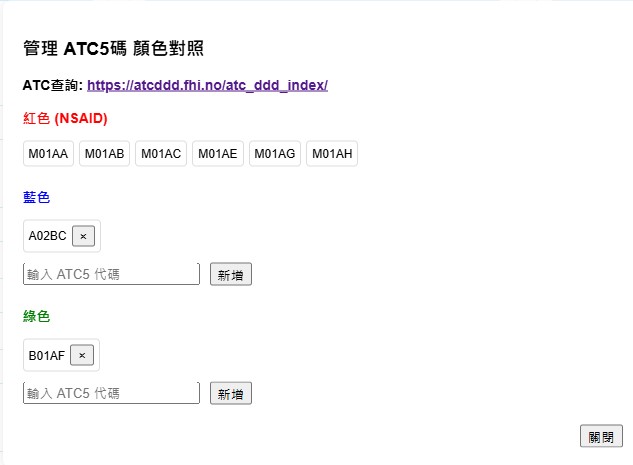 管理 ATC5碼 顏色對照
ATC查詢: https://atcddd.fhi.no/atc_ddd_index/
紅色 (NSAID)
M01AA M01AB M01AC M01AE M01AG M01AH
藍色
A02BC ×
輸入 ATC5 代碼 新增
綠色
B01AF ×
輸入 ATC5 代碼 新增
關閉